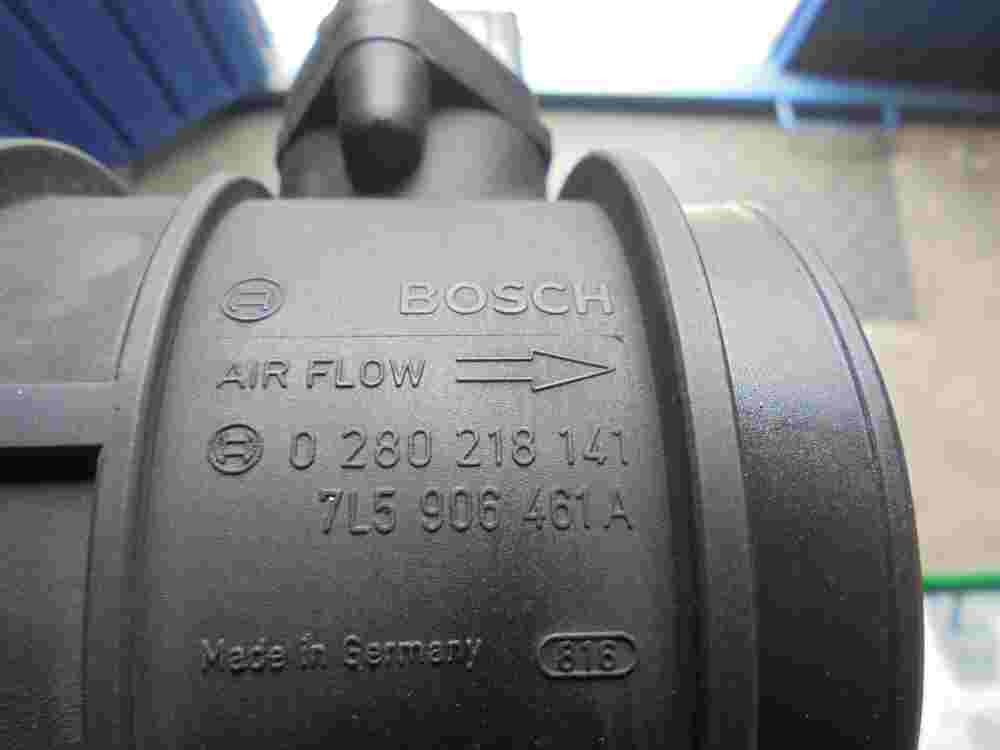 BOSCH
AIR FLOW
0 280 218 141
7L5 906 461 A
Made in Germany 816